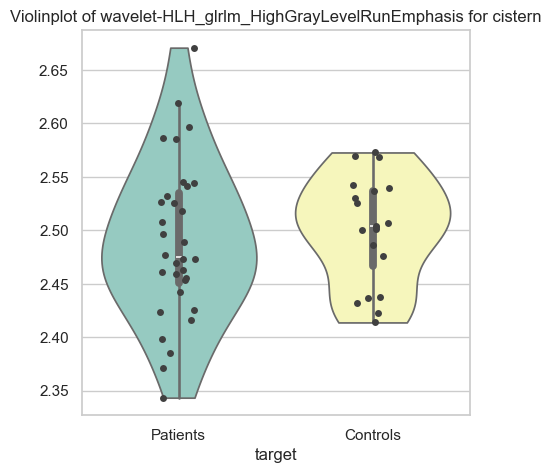 Violinplot of wavelet-HLH_glrlm_HighGrayLevelRunEmphasis for cistern
2.65
2.60
2.55
2.50
2.45
2.40
2.35
Patients Controls
target